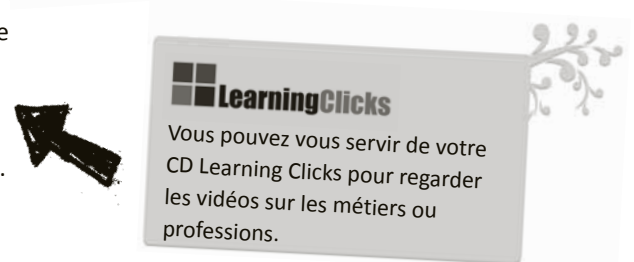 e
.
LearningClicks
Vous pouvez vous servir de votre
CD Learning Clicks pour regarder
les vidéos sur les métiers ou
professions.